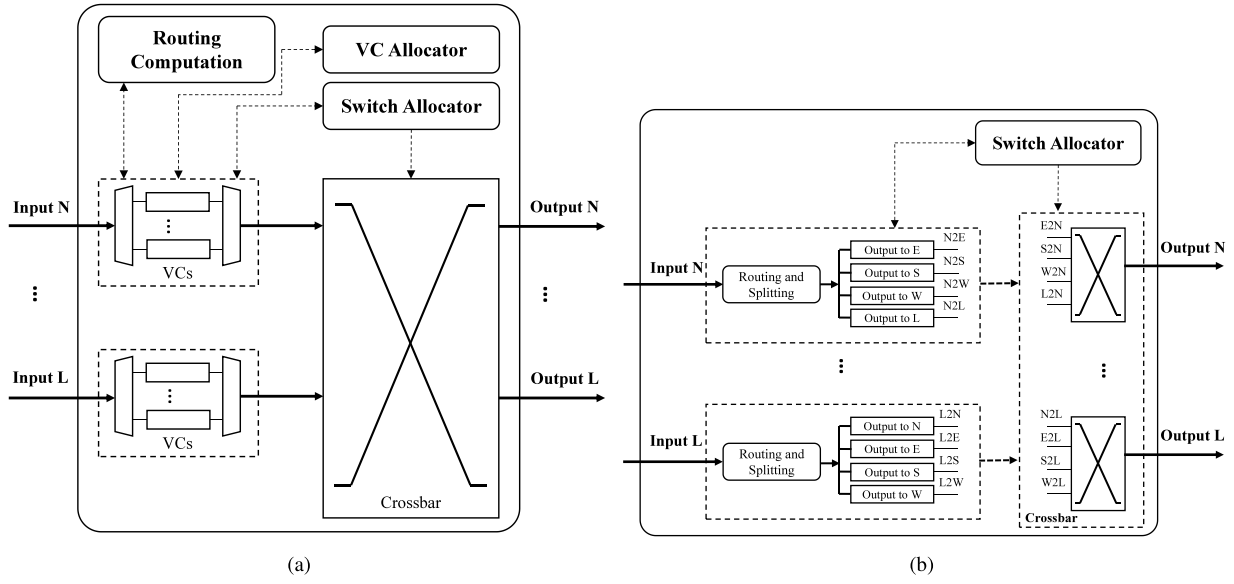 Routing
Computation
VC Allocator
Switch Allocator
Input N
VCs
Output N
Input L
VCs
Output L
Crossbar
(a)
Switch Allocator
Input N
Routing and
Splitting
Output to E
N2E
Output to S
N2S
Output to W
N2W
Output to L
N2L
E2N
S2N
W2N
L2N
Output N
Input L
Routing and
Splitting
Output to N
L2N
Output to E
L2E
Output to S
L2S
Output to W
L2W
N2L
E2L
S2L
W2L
Output L
Crossbar
(b)